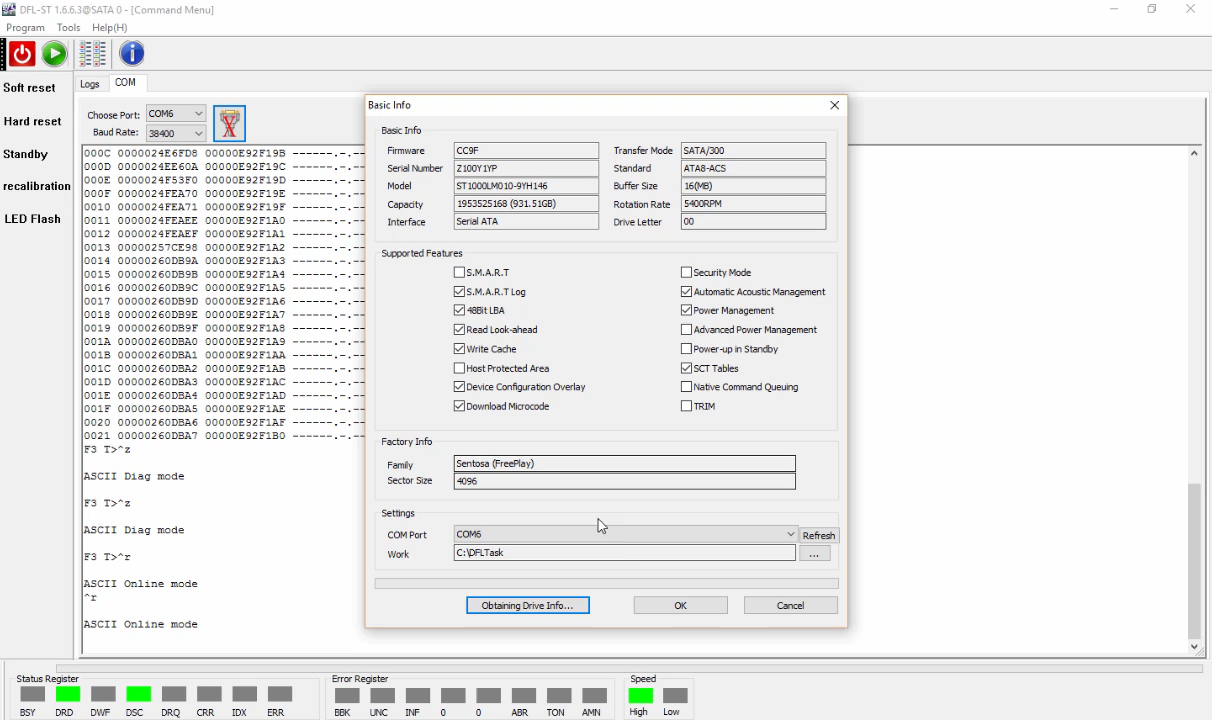 DFL-ST 1.6.6.3@SATA 0 - [Command Menu]
Program Tools Help(H)
Soft reset
Hard reset
Standby
recalibration
LED Flash
Logs COM
Choose Port: COM6
Baud Rate: 38400
000C 0000024E6FD8 00000E92F19B ------.-.--
000D 0000024EE60A 00000E92F19C ------.-.--
000E 0000024F53F0 00000E92F19D ------.-.--
000F 0000024FEA70 00000E92F19E ------.-.--
0010 0000024FEA71 00000E92F19F ------.-.--
0011 0000024FEAEE 00000E92F1A0 ------.-.--
0012 0000024FEAEF 00000E92F1A1 ------.-.--
0013 00000257CE98 00000E92F1A2 ------.-.--
0014 00000260DB9A 00000E92F1A3 ------.-.--
0015 00000260DB9B 00000E92F1A4 ------.-.--
0016 00000260DB9C 00000E92F1A5 ------.-.--
0017 00000260DB9D 00000E92F1A6 ------.-.--
0018 00000260DB9E 00000E92F1A7 ------.-.--
0019 00000260DB9F 00000E92F1A8 ------.-.--
001A 00000260DBA0 00000E92F1A9 ------.-.--
001B 00000260DBA1 00000E92F1AA ------.-.--
001C 00000260DBA2 00000E92F1AB ------.-.--
001D 00000260DBA3 00000E92F1AC ------.-.--
001E 00000260DBA4 00000E92F1AD ------.-.--
001F 00000260DBA5 00000E92F1AE ------.-.--
0020 00000260DBA6 00000E92F1AF ------.-.--
0021 00000260DBA7 00000E92F1B0 ------.-.--
F3 T>^z
ASCII Diag mode
F3 T>^z
ASCII Diag mode
F3 T>^r
ASCII Online mode
^r
ASCII Online mode
Basic Info
Basic Info
Firmware CC9F Transfer Mode SATA/300
Serial Number Z100Y1YP Standard ATA8-ACS
Model ST1000LM010-9YH146 Buffer Size 16(MB)
Capacity 1953525168 (931.51GB) Rotation Rate 5400RPM
Interface Serial ATA Drive Letter 00
Supported Features
S.M.A.R.T Security Mode
S.M.A.R.T Log Automatic Acoustic Management
48Bit LBA Power Management
Read Look-ahead Advanced Power Management
Write Cache Power-up in Standby
Host Protected Area SCT Tables
Device Configuration Overlay Native Command Queuing
Download Microcode TRIM
Factory Info
Family Sentosa (FreePlay)
Sector Size 4096
Settings
COM Port COM6 Refresh
Work C:\DFLTask ...
Obtaining Drive Info... OK Cancel
Status Register Error Register Speed
BSY DRD DWF DSC DRQ CRR IDX ERR BBK UNC INF 0 0 ABR TON AMN High Low